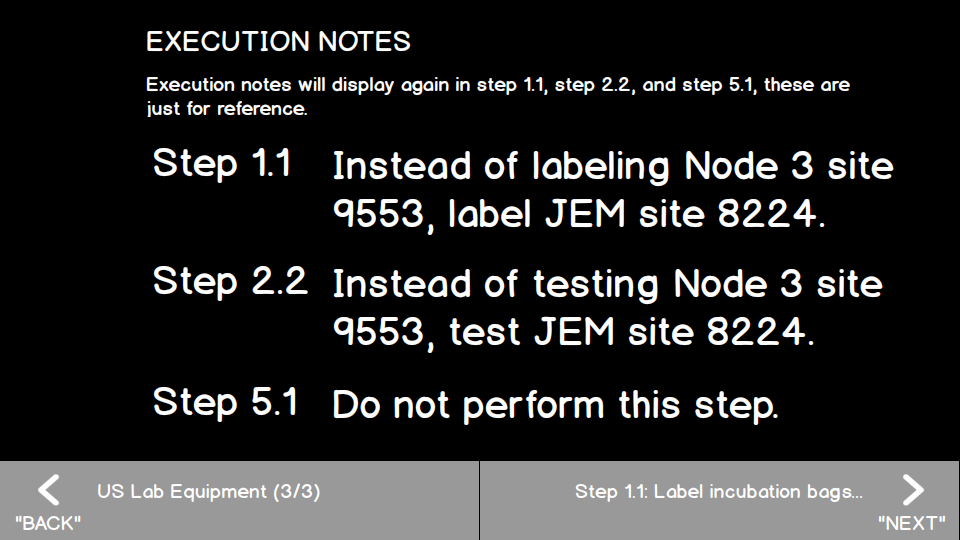 EXECUTION NOTES
Execution notes will display again in step 1.1, step 2.2, and step 5.1, these are
just for reference.
Step 1.1 Instead of labeling Node 3 site
9553, label JEM site 8224.
Step 2.2 Instead of testing Node 3 site
9553, test JEM site 8224.
Step 5.1 Do not perform this step.
US Lab Equipment (3/3) Step 1.1: Label incubation bags...
"BACK" "NEXT"